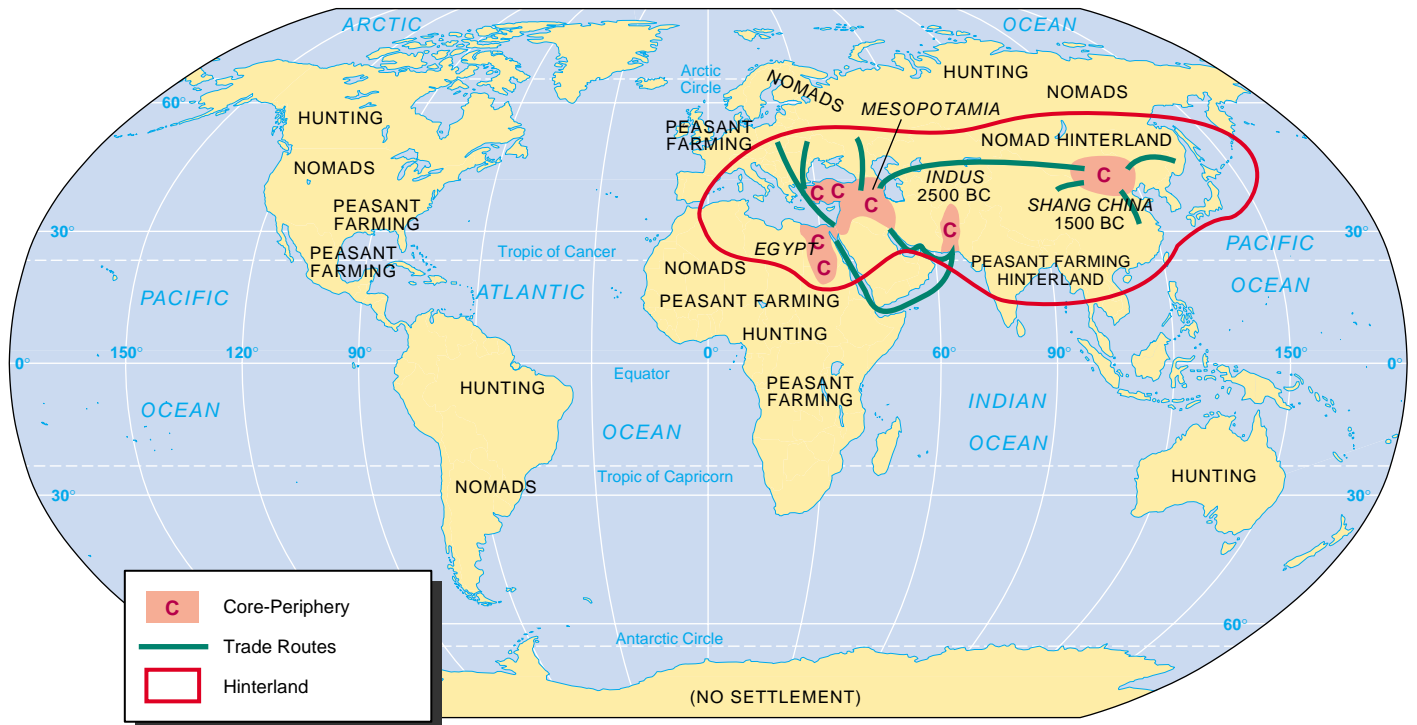 ARCTIC
OCEAN
Arctic
Circle
NOMADS
HUNTING
60°
60°
NOMADS
MESOPOTAMIA
HUNTING
PEASANT
FARMING
NOMAD HINTERLAND
NOMADS
C
C
C
INDUS
2500 BC
C
PEASANT
FARMING
SHANG CHINA
1500 BC
30°
C
30°
PEASANT
FARMING
Tropic of Cancer
EGYPT
C
C
PACIFIC
OCEAN
NOMADS
PEASANT FARMING
HINTERLAND
PACIFIC
ATLANTIC
PEASANT FARMING
HUNTING
0°
150°
120°
90°
0°
60°
90°
150°
0°
Equator
HUNTING
PEASANT
FARMING
OCEAN
INDIAN
OCEAN
OCEAN
Tropic of Capricorn
NOMADS
HUNTING
30°
30°
C Core-Periphery
Trade Routes
Hinterland
60°
Antarctic Circle
(NO SETTLEMENT)